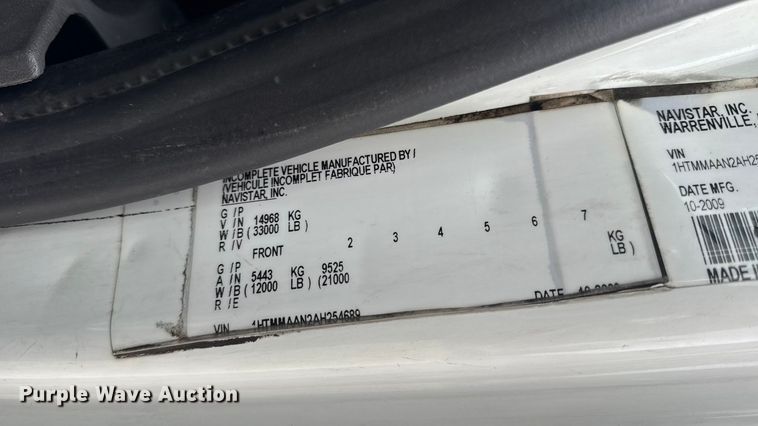 INCOMPLETE VEHICLE MANUFACTURED BY /
(VEHICULE INCOMPLET FABRIQUE PAR)
NAVISTAR, INC.
G / P
V / N 14968 KG
W / B ( 33000 LB )
R / V
FRONT 2 3 4 5 6 7
G / P
A / N 5443 KG 9525 KG
W / B ( 12000 LB ) (21000 LB )
R / E
VIN 1HTMMAAN2AH254689
DATE
NAVISTAR, INC.
WARRENVILLE,
VIN
1HTMMAAN2AH25
DATE MFG.
10-2009
MADE IN
Purple Wave Auction